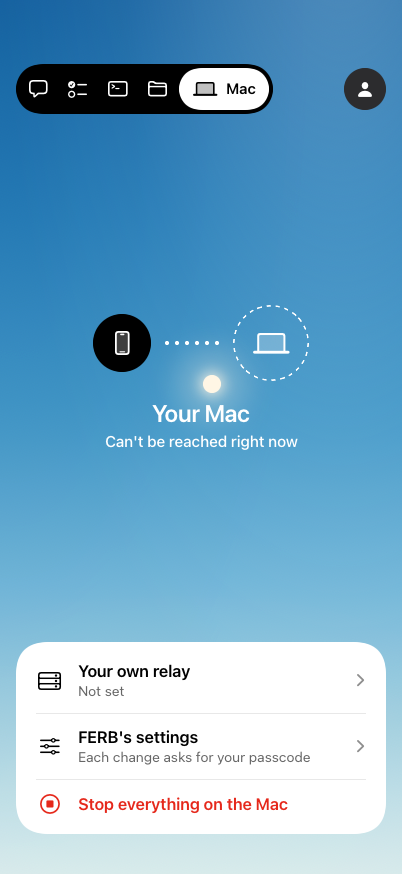 Mac
Your Mac
Can't be reached right now
Your own relay
Not set
FERB's settings
Each change asks for your passcode
Stop everything on the Mac